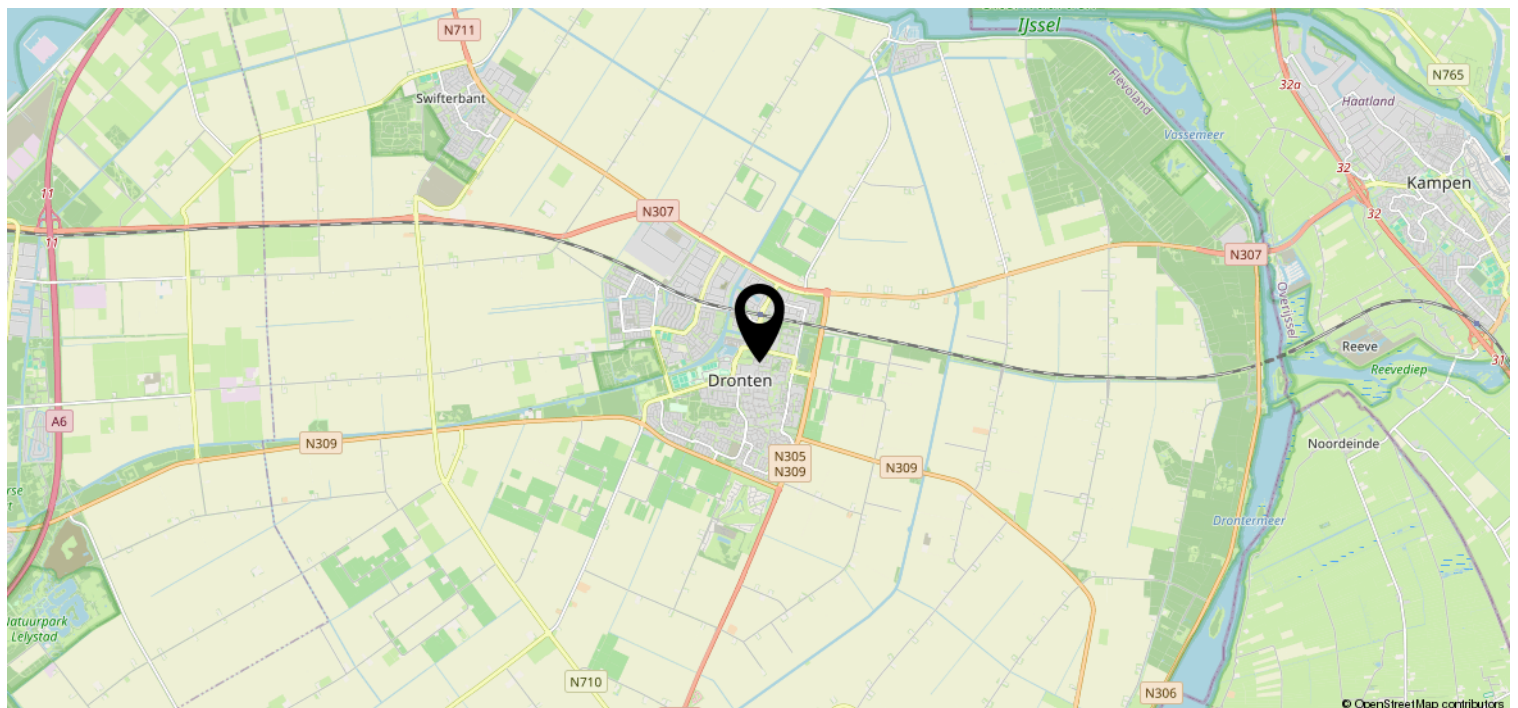 IJssel
N711
N765
32a
Swifterbant
Flevoland
Haatland
Vossemeer
32
Kampen
11
N307
32
11
N307
Overijssel
Reeve
31
Reevediep
Dronten
A6
N309
Noordeinde
N305
N309
N309
Drontermeer
Natuurpark
Lelystad
N710
N306
© OpenStreetMap contributors